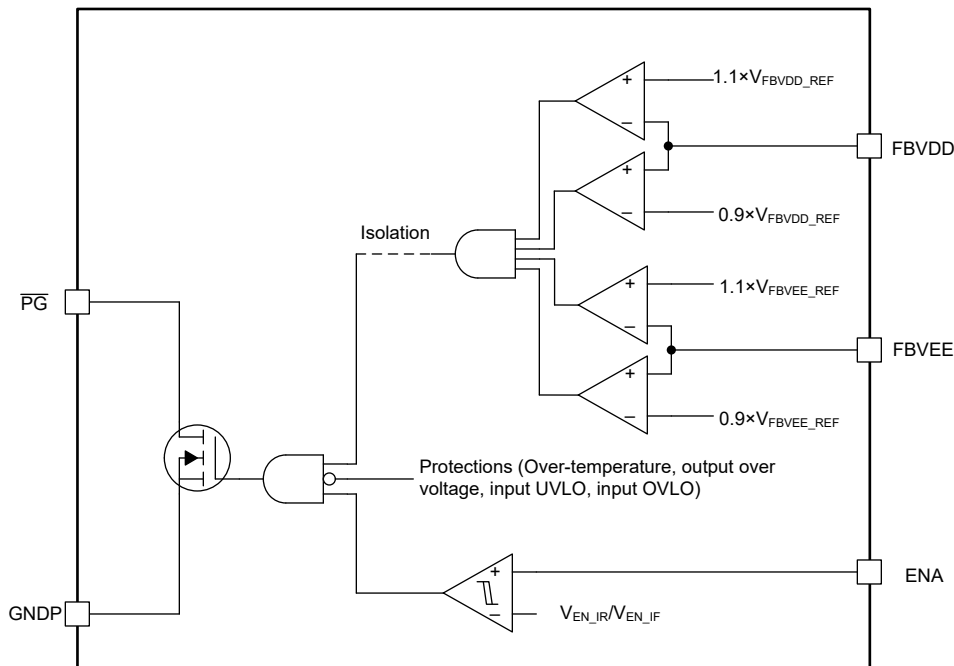 +
1.1×VFBVDD_REF
−
FBVDD
+
−
0.9×VFBVDD_REF
Isolation
+
1.1×VFBVEE_REF
PG
−
FBVEE
+
−
0.9×VFBVEE_REF
Protections (Over-temperature, output over
voltage, input UVLO, input OVLO)
+
ENA
−
VEN_IR/VEN_IF
GNDP